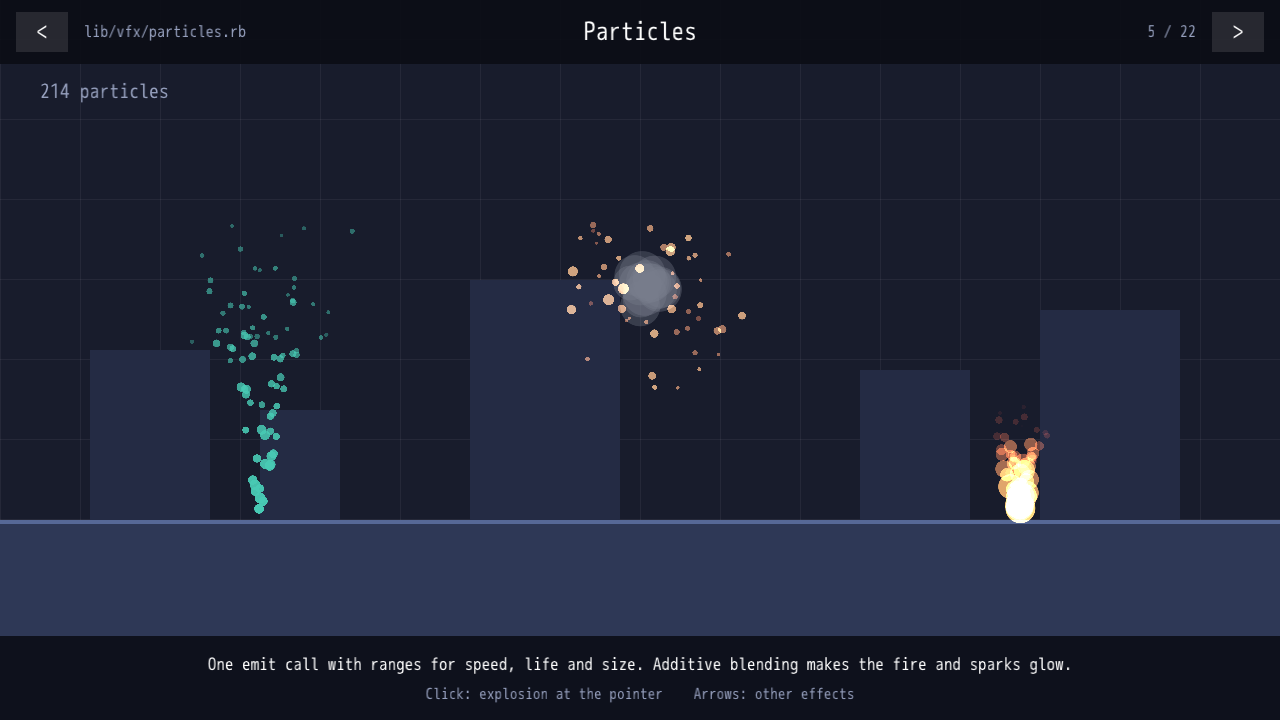 <
lib/vfx/particles.rb
Particles
5 / 22
>
214 particles
One emit call with ranges for speed, life and size. Additive blending makes the fire and sparks glow.
Click: explosion at the pointer    Arrows: other effects